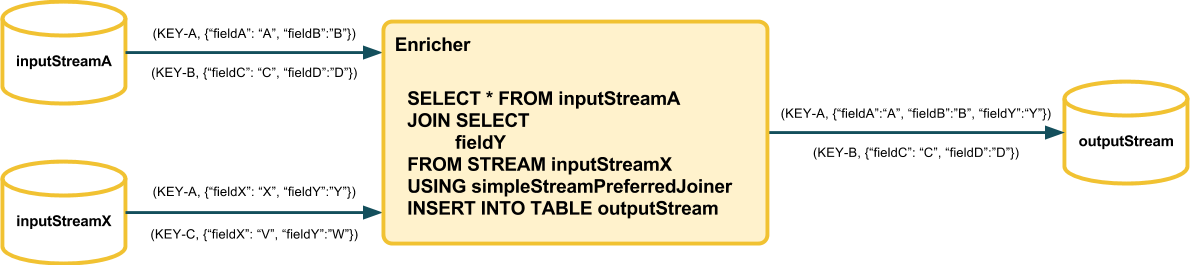 inputStreamA
(KEY-A, {“fieldA”: “A”, “fieldB”:”B”})
(KEY-B, {“fieldC”: “C”, “fieldD”:”D”})
inputStreamX
(KEY-A, {“fieldX”: “X”, “fieldY”:”Y”})
(KEY-C, {“fieldX”: “V”, “fieldY”:”W”})
Enricher
SELECT * FROM inputStreamA
JOIN SELECT
fieldY
FROM STREAM inputStreamX
USING simpleStreamPreferredJoiner
INSERT INTO TABLE outputStream
(KEY-A, {“fieldA”:“A”, “fieldB”:”B”, “fieldY”:“Y”})
(KEY-B, {“fieldC”: “C”, “fieldD”:”D”})
outputStream